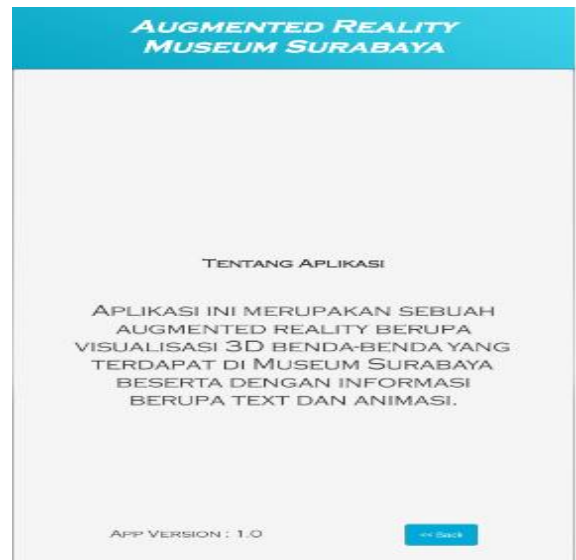 Augmented Reality
Museum Surabaya
Tentang Aplikasi
Aplikasi ini merupakan sebuah
augmented reality berupa
visualisasi 3D benda-benda yang
terdapat di Museum Surabaya
beserta dengan informasi
berupa text dan animasi.
App Version : 1.0
<< Back